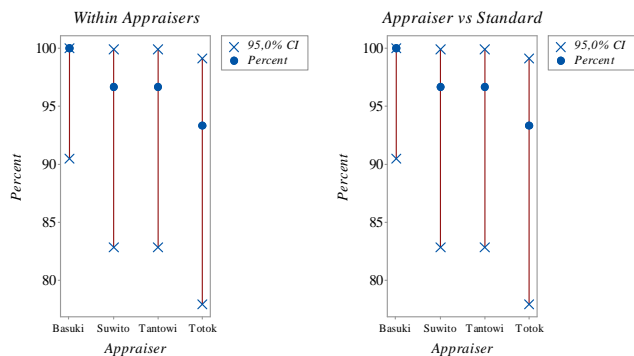 Within Appraisers
100
95
90
85
80
Percent
Basuki Suwito Tantowi Totok
Appraiser
95,0% CI
Percent
Appraiser vs Standard
100
95
90
85
80
Percent
Basuki Suwito Tantowi Totok
Appraiser
95,0% CI
Percent